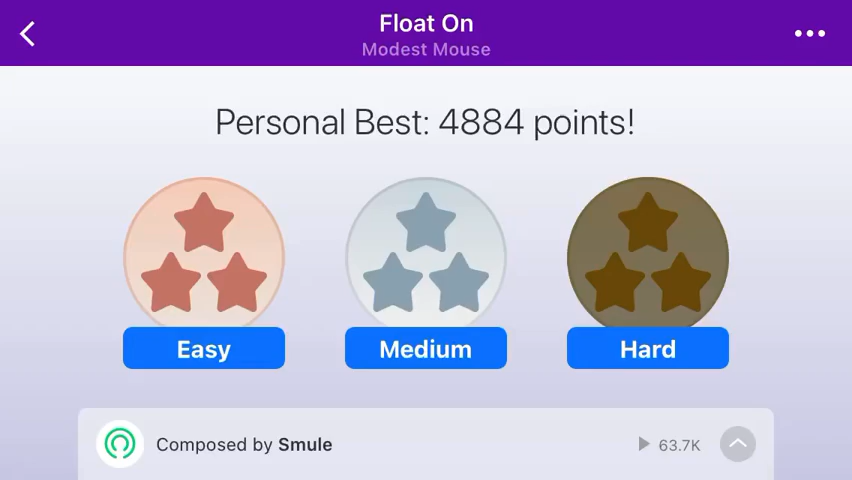 Float On
Modest Mouse
Personal Best: 4884 points!
Easy
Medium
Hard
Composed by Smule
63.7K